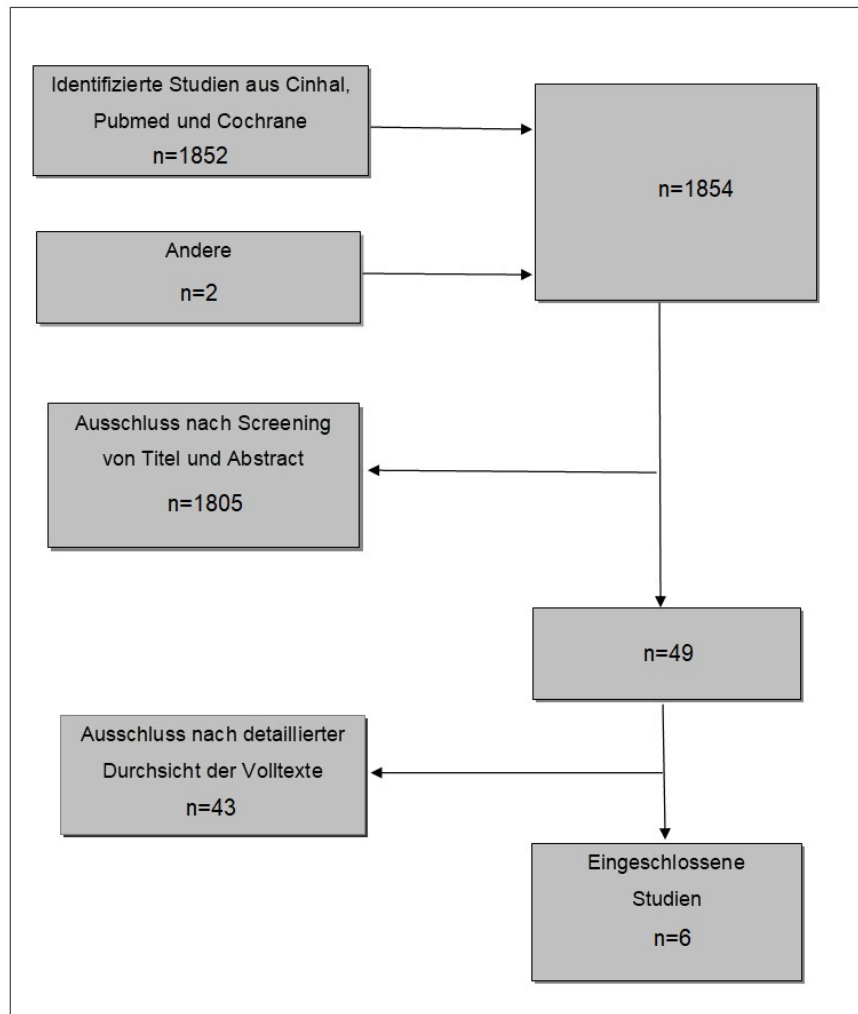 Identifizierte Studien aus Cinhal,
Pubmed und Cochrane
n=1852
n=1854
Andere
n=2
Ausschluss nach Screening
von Titel und Abstract
n=1805
n=49
Ausschluss nach detaillierter
Durchsicht der Volltexte
n=43
Eingeschlossene
Studien
n=6